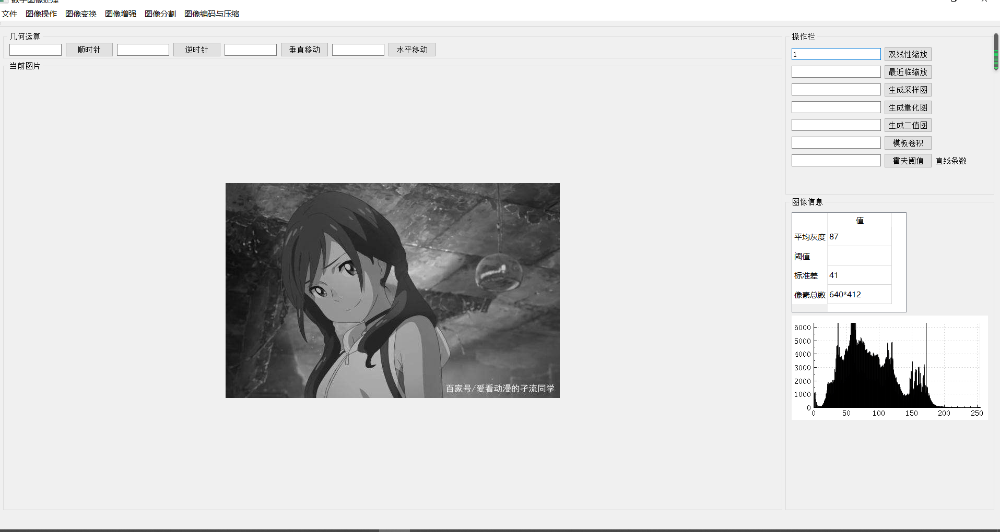 数字图像处理
文件 图像操作 图像变换 图像增强 图像分割 图像编码与压缩
几何运算
顺时针 逆时针 垂直移动 水平移动
当前图片
百家号/爱看动漫的孑流同学
操作栏
1 双线性缩放
最近临缩放
生成采样图
生成量化图
生成二值图
模板卷积
霍夫阈值 直线条数
图像信息
值
平均灰度 87
阈值
标准差 41
像素总数 640*412
6000
5000
4000
3000
2000
1000
0
0 50 100 150 200 250